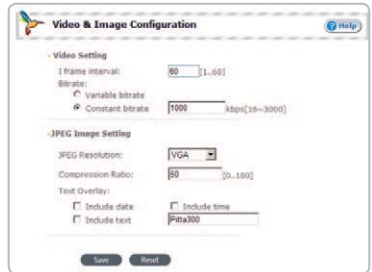 Video & Image Configuration
Help
Video Setting
I frame interval: 60 [1..60]
Bitrate:
Variable bitrate
Constant bitrate 1000 kbps[16~3000]
JPEG Image Setting
JPEG Resolution: VGA
Compression Ratio: 50 [0..100]
Text Overlay:
Include date Include time
Include text Pitta300
Save Reset